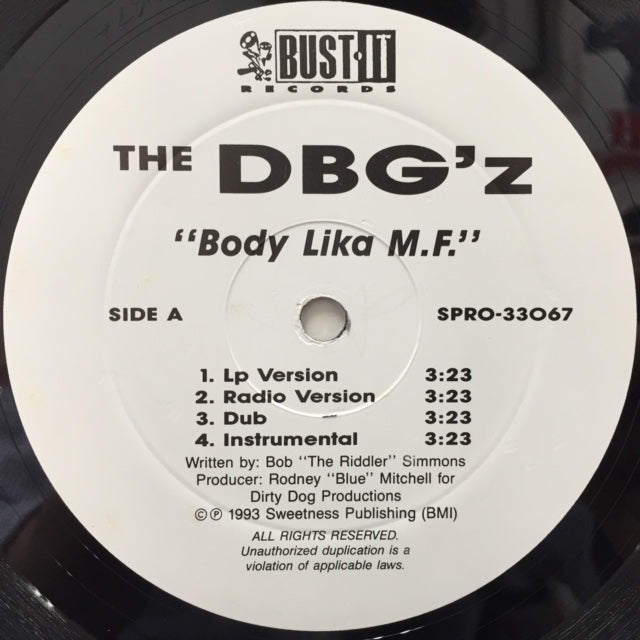 BUST·IT
RECORDS
THE DBG'z
"Body Lika M.F."
SIDE A SPRO-33067
1. Lp Version 3:23
2. Radio Version 3:23
3. Dub 3:23
4. Instrumental 3:23
Written by: Bob "The Riddler" Simmons
Producer: Rodney "Blue" Mitchell for
Dirty Dog Productions
©℗ 1993 Sweetness Publishing (BMI)
ALL RIGHTS RESERVED.
Unauthorized duplication is a
violation of applicable laws.